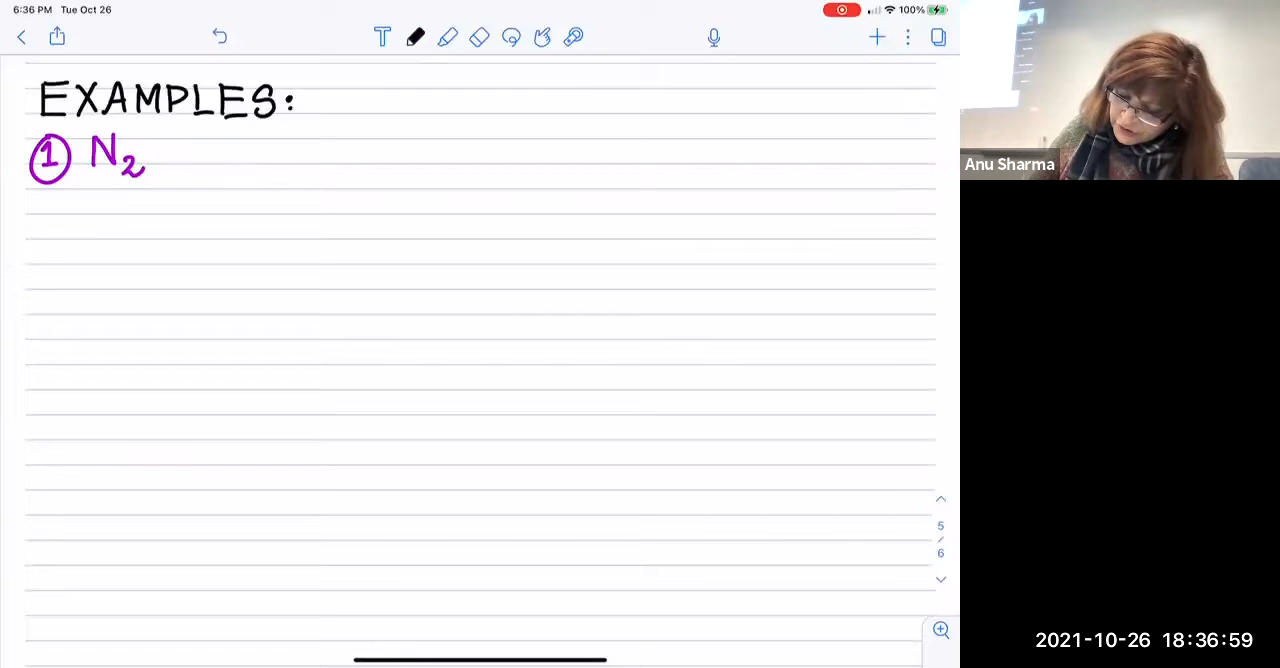 6:36 PM Tue Oct 26
100%
T
EXAMPLES:
① N₂
Anu Sharma
5
/
6
2021-10-26 18:36:59